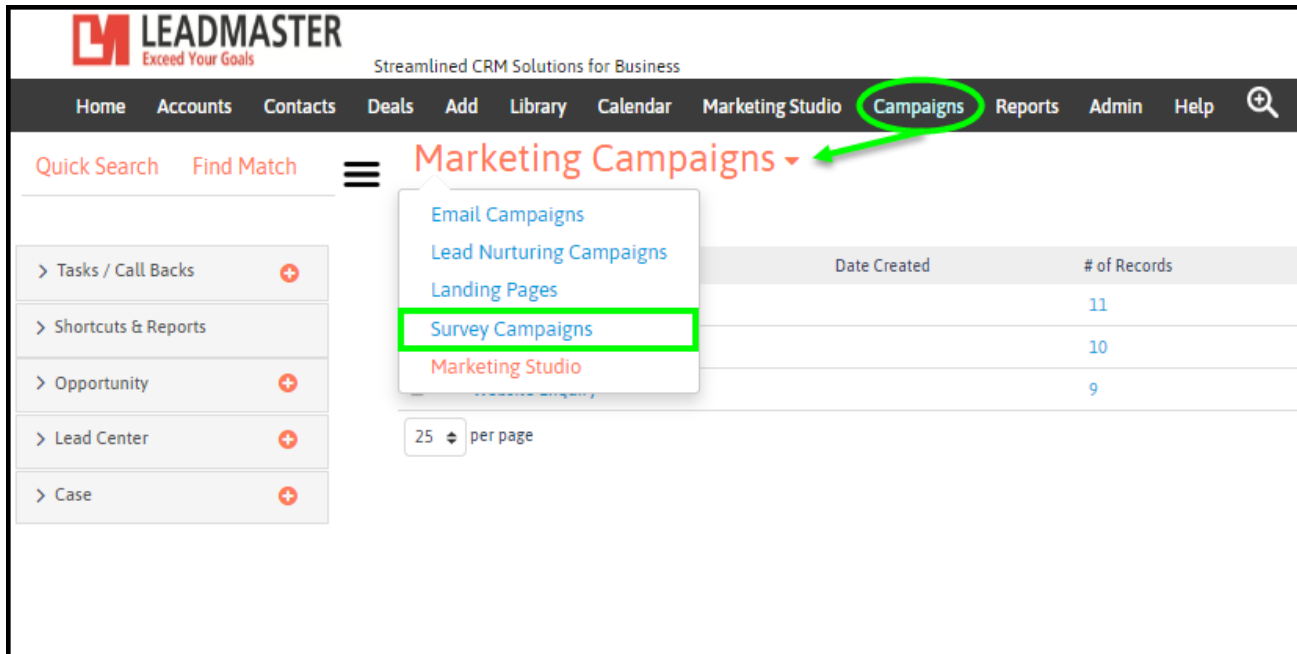 LEADMASTER
Exceed Your Goals
Streamlined CRM Solutions for Business
Home Accounts Contacts Deals Add Library Calendar Marketing Studio Campaigns Reports Admin Help
Quick Search Find Match
Marketing Campaigns
Email Campaigns
Lead Nurturing Campaigns
Landing Pages
Survey Campaigns
Marketing Studio
Date Created # of Records
11
10
9
25 per page
Tasks / Call Backs
Shortcuts & Reports
Opportunity
Lead Center
Case